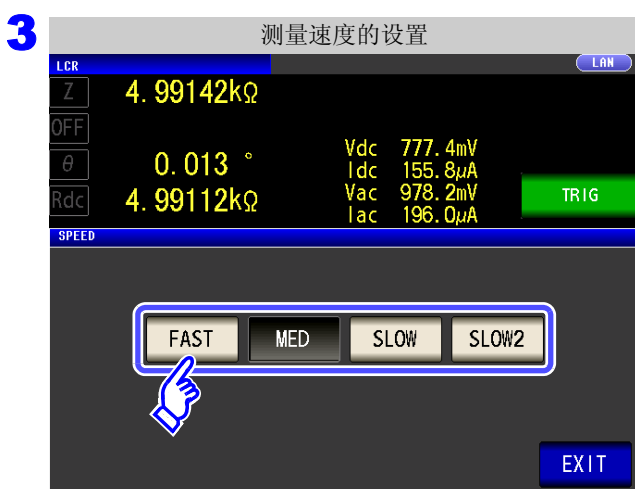 3
测量速度的设置
LCR
LAN
Z 4.99142kΩ
OFF
θ 0.013 °
Rdc 4.99112kΩ
Vdc 777.4mV
Idc 155.8μA
Vac 978.2mV
Iac 196.0μA
TRIG
SPEED
FAST MED SLOW SLOW2
EXIT